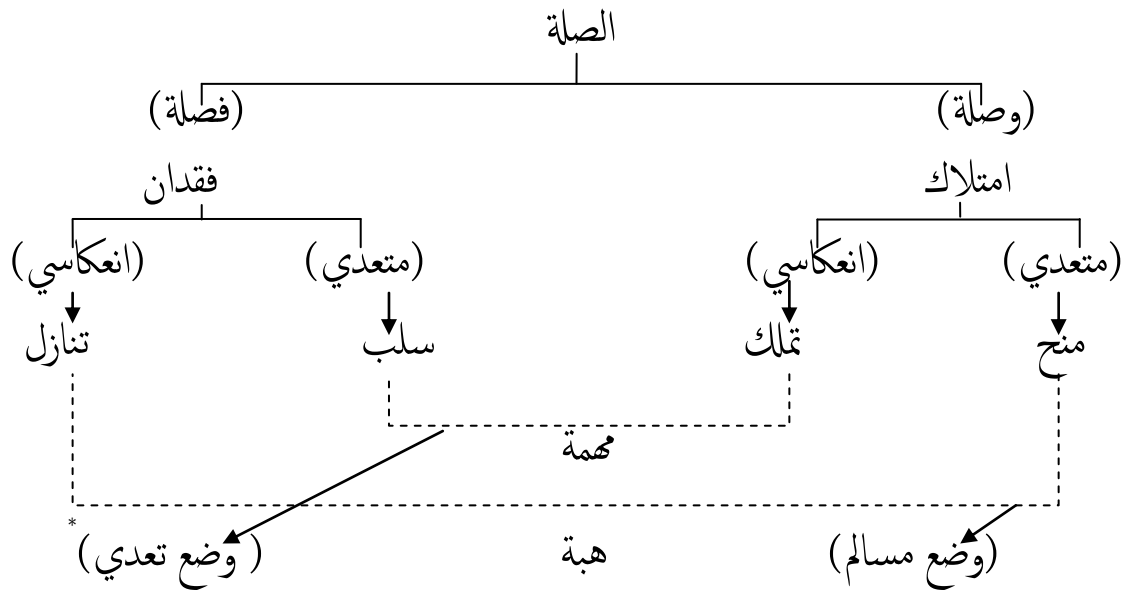 الصلة
(وصلة) (فصلة)
امتلاك فقدان
(متعدي) (انعكاسي) (متعدي) (انعكاسي)
منح تملك سلب تنازل
مهمة
(وضع مسالم) هبة (وضع تعدي)*